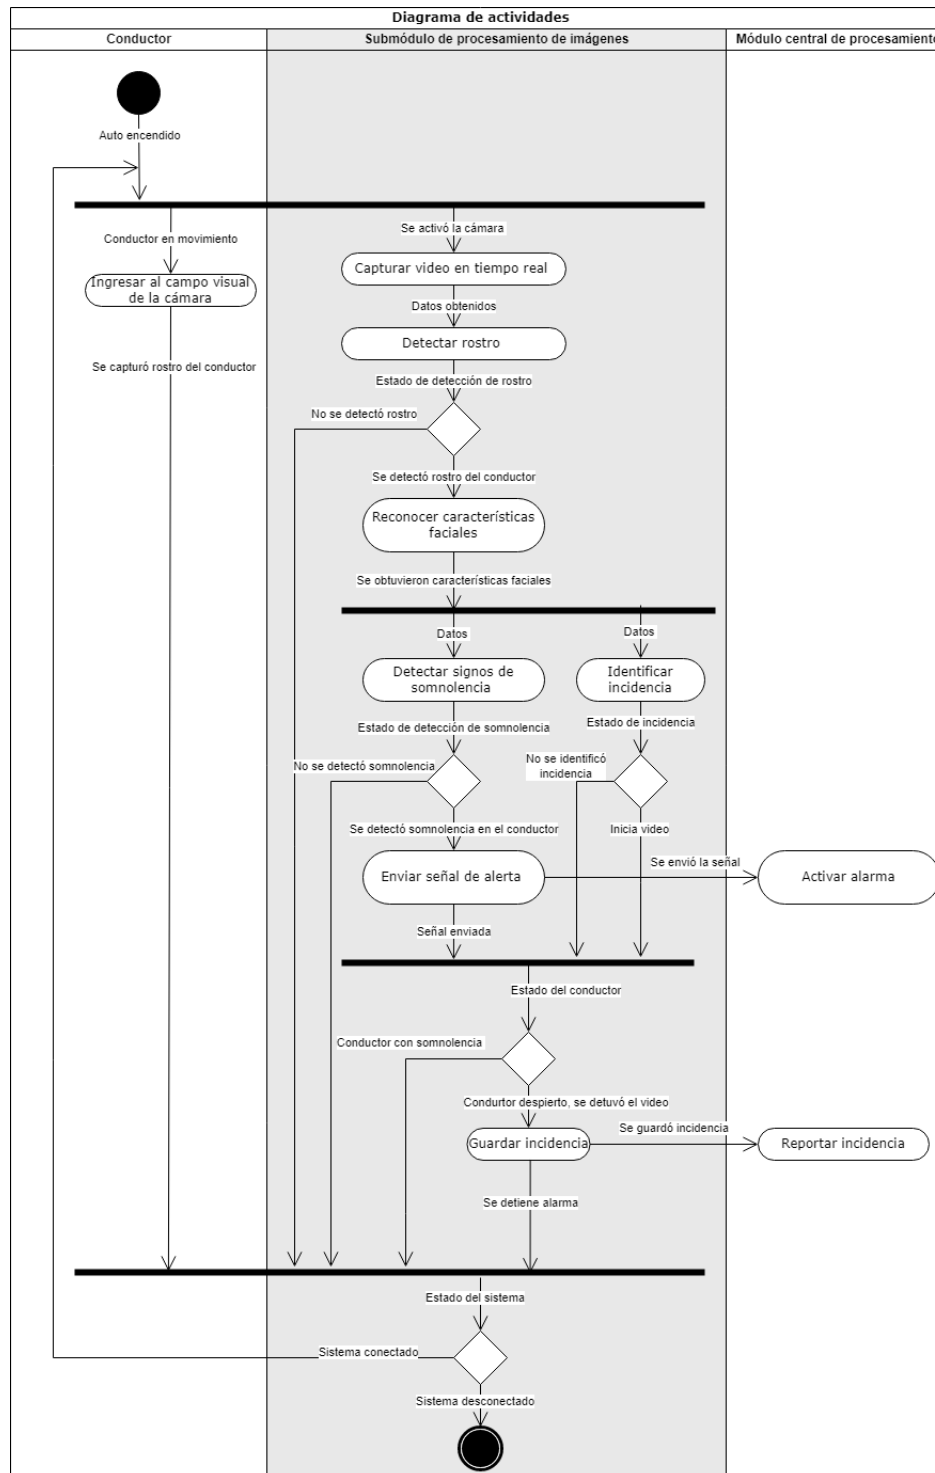 Diagrama de actividades
Conductor
Submódulo de procesamiento de imágenes
Módulo central de procesamiento
Auto encendido
Conductor en movimiento
Se activó la cámara
Ingresar al campo visual
de la cámara
Capturar video en tiempo real
Datos obtenidos
Detectar rostro
Se capturó rostro del conductor
Estado de detección de rostro
No se detectó rostro
Se detectó rostro del conductor
Reconocer características
faciales
Se obtuvieron características faciales
Datos
Datos
Detectar signos de
somnolencia
Identificar
incidencia
Estado de detección de somnolencia
Estado de incidencia
No se detectó somnolencia
No se identificó
incidencia
Se detectó somnolencia en el conductor
Inicia video
Enviar señal de alerta
Se envió la señal
Activar alarma
Señal enviada
Estado del conductor
Conductor con somnolencia
Condurtor despierto, se detuvó el video
Guardar incidencia
Se guardó incidencia
Reportar incidencia
Se detiene alarma
Estado del sistema
Sistema conectado
Sistema desconectado